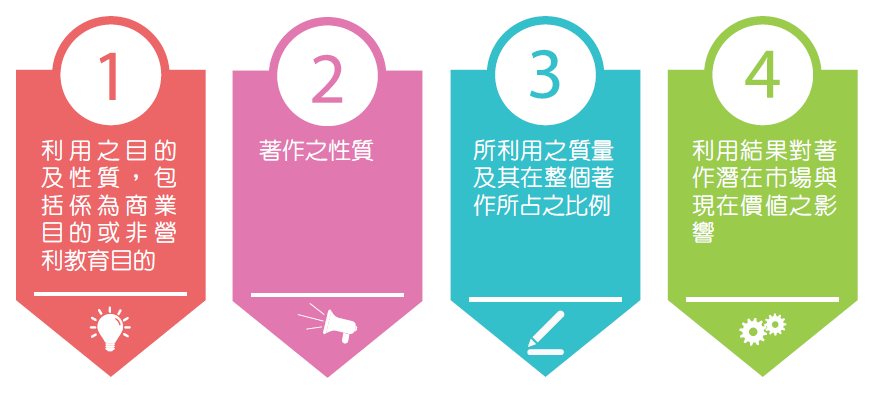 1
利用之目的
及性質，包
括係為商業
目的或非營
利教育目的
2
著作之性質
3
所利用之質量
及其在整個著
作所占之比例
4
利用結果對著
作潛在市場與
現在價值之影
響